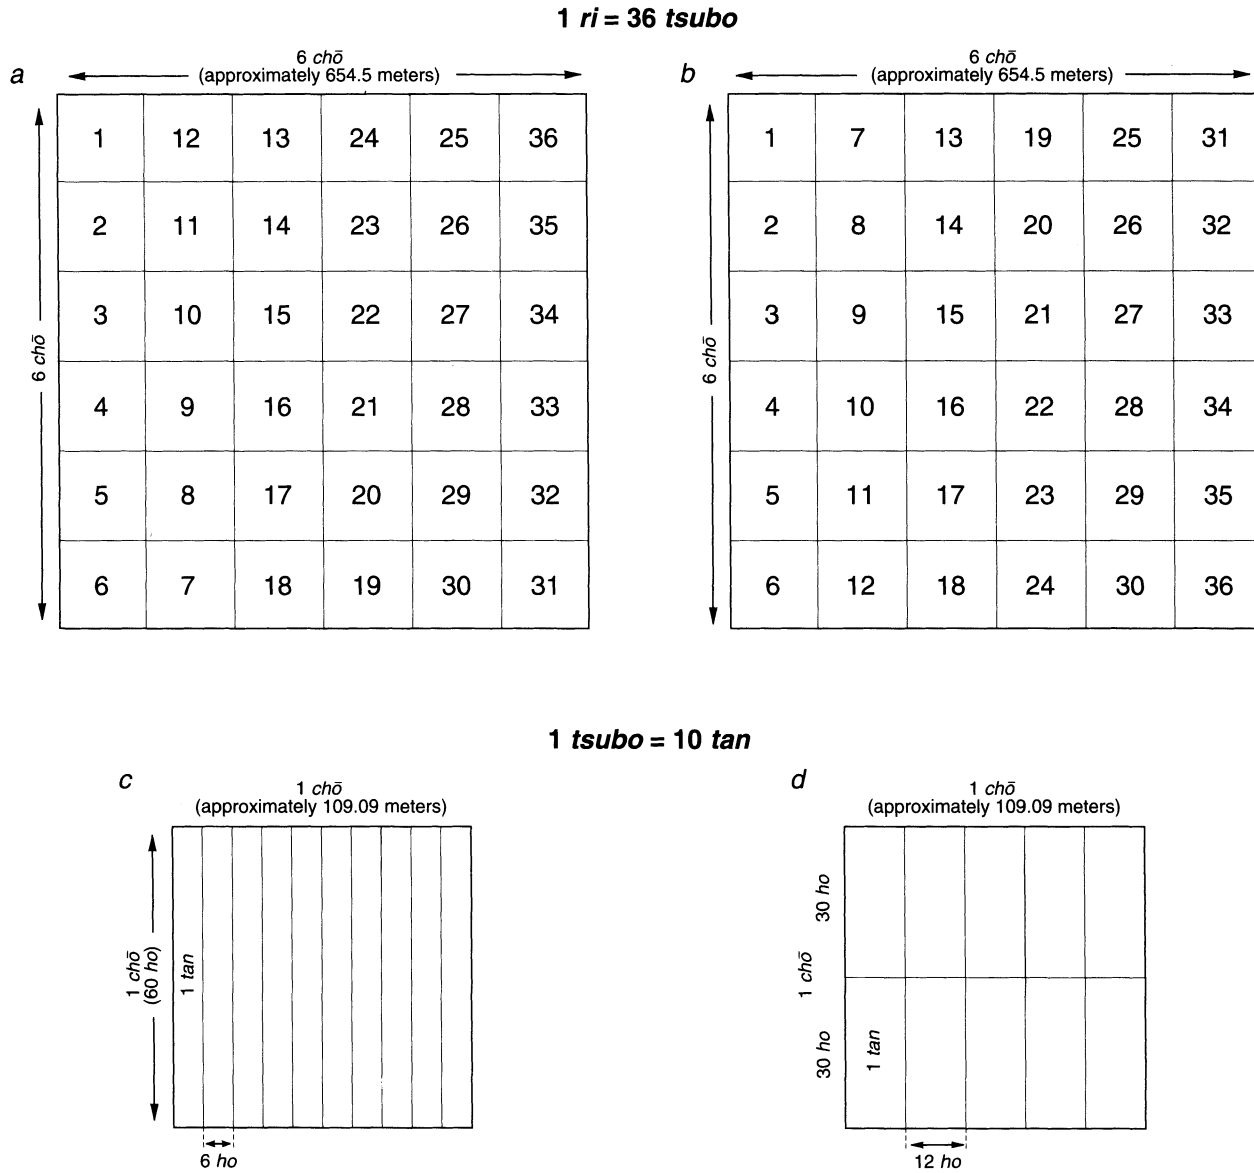 1 ri = 36 tsubo
a
6 chō
(approximately 654.5 meters)
6 chō
1 12 13 24 25 36
2 11 14 23 26 35
3 10 15 22 27 34
4 9 16 21 28 33
5 8 17 20 29 32
6 7 18 19 30 31
b
6 chō
(approximately 654.5 meters)
6 chō
1 7 13 19 25 31
2 8 14 20 26 32
3 9 15 21 27 33
4 10 16 22 28 34
5 11 17 23 29 35
6 12 18 24 30 36
1 tsubo = 10 tan
c
1 chō
(approximately 109.09 meters)
1 chō
(60 ho)
1 tan
6 ho
d
1 chō
(approximately 109.09 meters)
30 ho
1 chō
30 ho
1 tan
12 ho